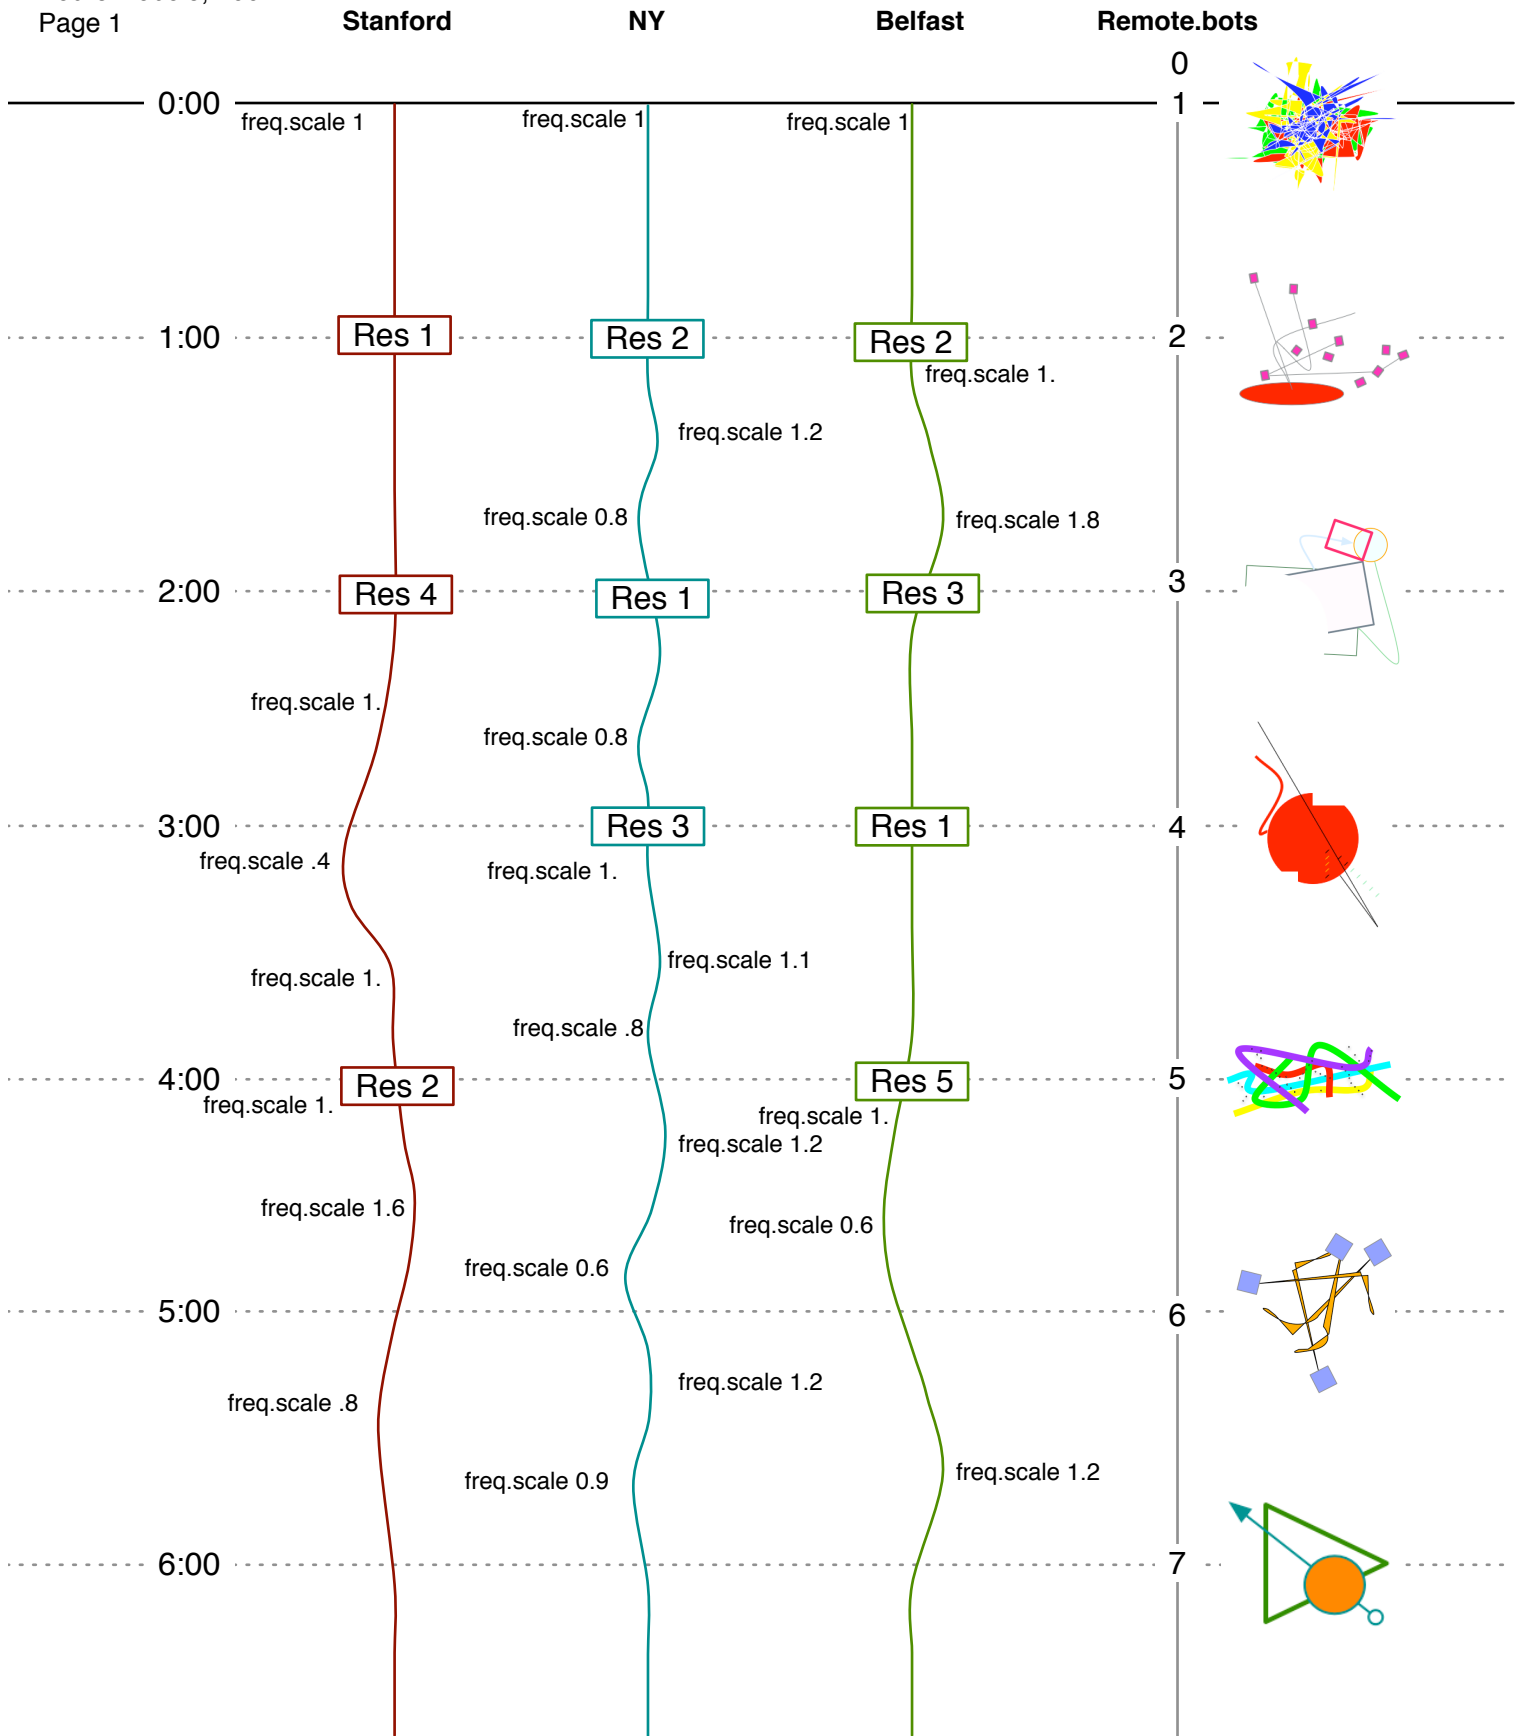 Page 1
Stanford NY Belfast Remote.bots
0
0:00 1
freq.scale 1 freq.scale 1 freq.scale 1
1:00 Res 1 Res 2 Res 2 2
freq.scale 1.
freq.scale 1.2
freq.scale 0.8 freq.scale 1.8
2:00 Res 4 Res 1 Res 3 3
freq.scale 1.
freq.scale 0.8
3:00 Res 3 Res 1 4
freq.scale .4 freq.scale 1.
freq.scale 1. freq.scale 1.1
freq.scale .8
4:00 Res 2 Res 5 5
freq.scale 1. freq.scale 1.
freq.scale 1.2
freq.scale 1.6 freq.scale 0.6
freq.scale 0.6
5:00 6
freq.scale .8 freq.scale 1.2
freq.scale 0.9 freq.scale 1.2
6:00 7